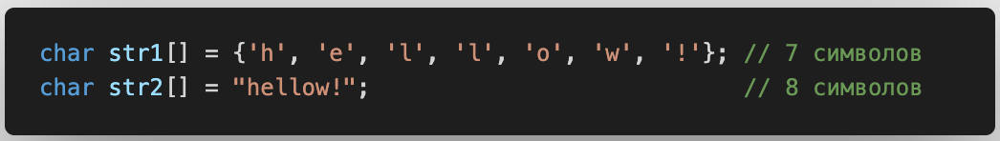 char str1[] = {'h', 'e', 'l', 'l', 'o', 'w', '!'}; // 7 символов
char str2[] = "hellow!"; // 8 символов